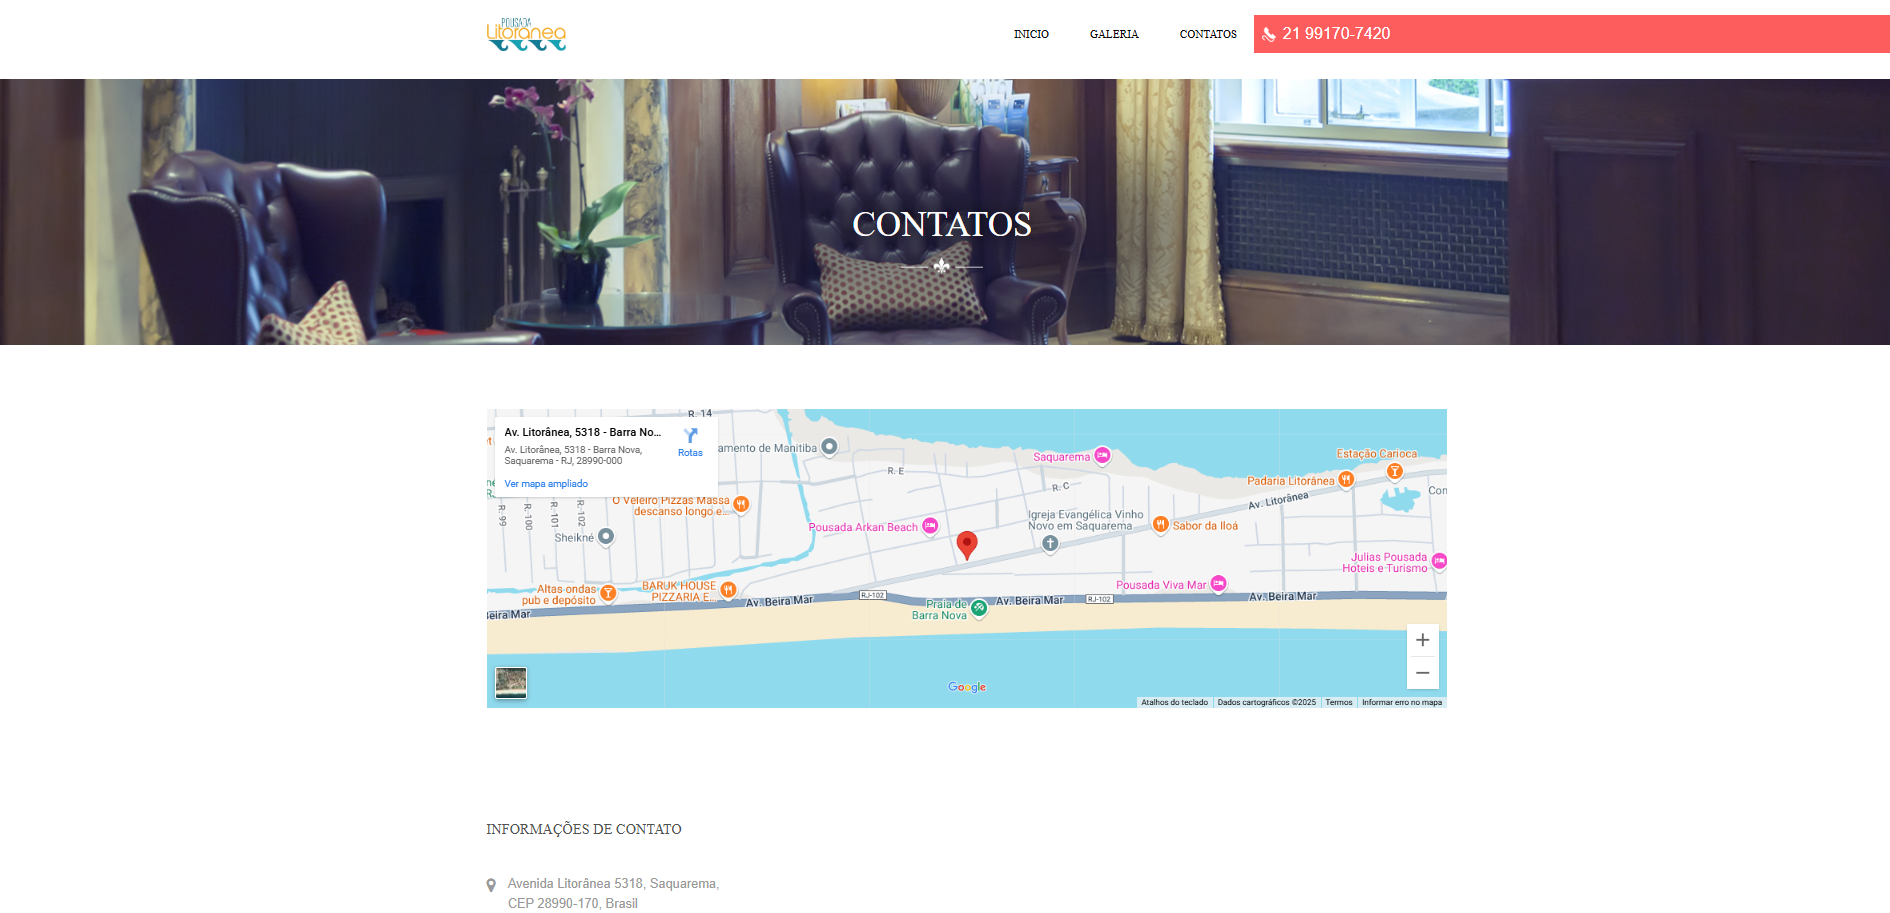 POUSADA
Litoranea
INICIO
GALERIA
CONTATOS
21 99170-7420
CONTATOS
R. 14
Av. Litorânea, 5318 - Barra No...
Av. Litorânea, 5318 - Barra Nova,
Saquarema - RJ, 28990-000
Rotas
Ver mapa ampliado
amento de Manitiba
Saquarema
Estação Carioca
R. E
R. C
Padaria Litorânea
Av. Litorânea
Con
R. 99
R.-100
R.-101
R.-102
O Veleiro Pizzas Massa
descanso longo e...
Pousada Arkan Beach
Igreja Evangélica Vinho
Novo em Saquarema
Sabor da Iloá
Sheikné
Julias Pousada
Hoteis e Turismo
Altas ondas
pub e depósito
BARUK HOUSE
PIZZARIA E...
Pousada Viva Mar
Av. Beira Mar
RJ-102
Praia de
Barra Nova
Av. Beira Mar
RJ-102
Av. Beira Mar
Beira Mar
Google
Atalhos do teclado
Dados cartográficos ©2025
Termos
Informar erro no mapa
INFORMAÇÕES DE CONTATO
Avenida Litorânea 5318, Saquarema,
CEP 28990-170, Brasil